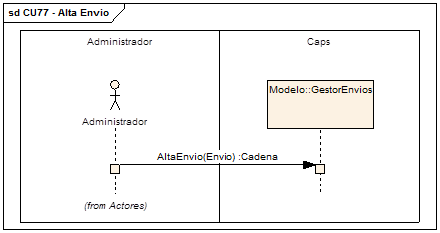 sd CU77 - Alta Envio
Administrador
Caps
Modelo::GestorEnvios
Administrador
AltaEnvio(Envio) :Cadena
(from Actores)